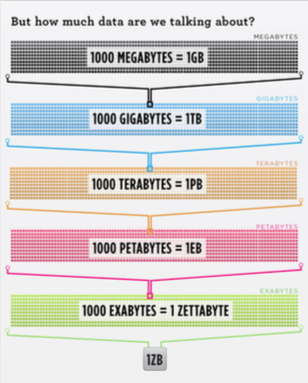 But how much data are we talking about?
MEGABYTES
1000 MEGABYTES = 1GB
GIGABYTES
1000 GIGABYTES = 1TB
TERABYTES
1000 TERABYTES = 1PB
PETABYTES
1000 PETABYTES = 1EB
EXABYTES
1000 EXABYTES = 1 ZETTABYTE
1ZB